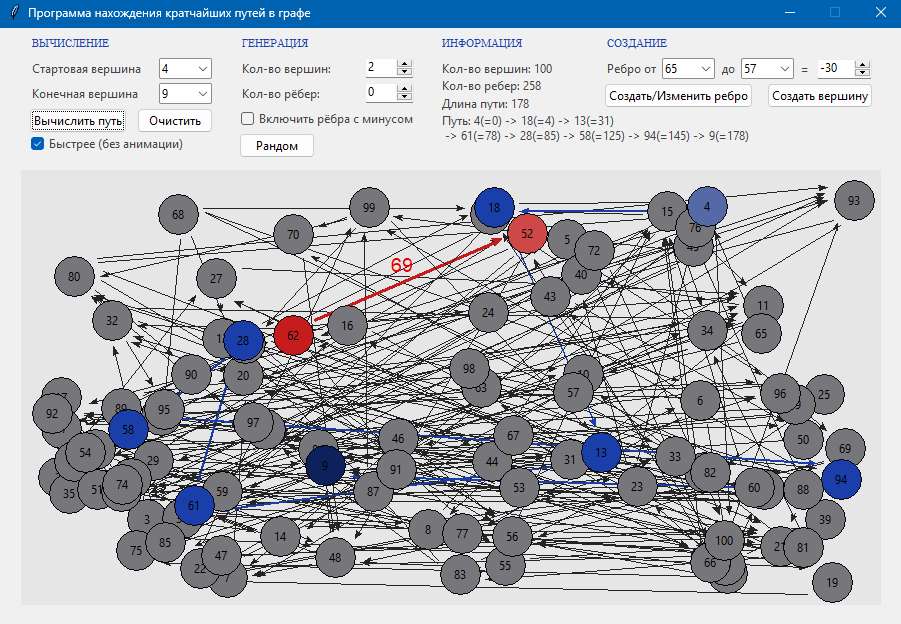 Программа нахождения кратчайших путей в графе
ВЫЧИСЛЕНИЕ
Стартовая вершина 4
Конечная вершина 9
Вычислить путь Очистить
Быстрее (без анимации)
ГЕНЕРАЦИЯ
Кол-во вершин: 2
Кол-во рёбер: 0
Включить рёбра с минусом
Рандом
ИНФОРМАЦИЯ
Кол-во вершин: 100
Кол-во ребер: 258
Длина пути: 178
Путь: 4(=0) -> 18(=4) -> 13(=31)
-> 61(=78) -> 28(=85) -> 58(=125) -> 94(=145) -> 9(=178)
СОЗДАНИЕ
Ребро от 65 до 57 = -30
Создать/Изменить ребро Создать вершину
93
68 99 18 15 4
70 52 5 76
72
80 27 69 40
43 11
32 16 24 34 65
28 62
90 20 98
57 96 25
92 95 6
58 97 46 67 50
54 29 9 91 44 31 13 33 82 69
35 74 59 87 53 23 60 88 94
61
3 14 8 77 56 39
75 85 47 48 100 81
22 55 66
83 19